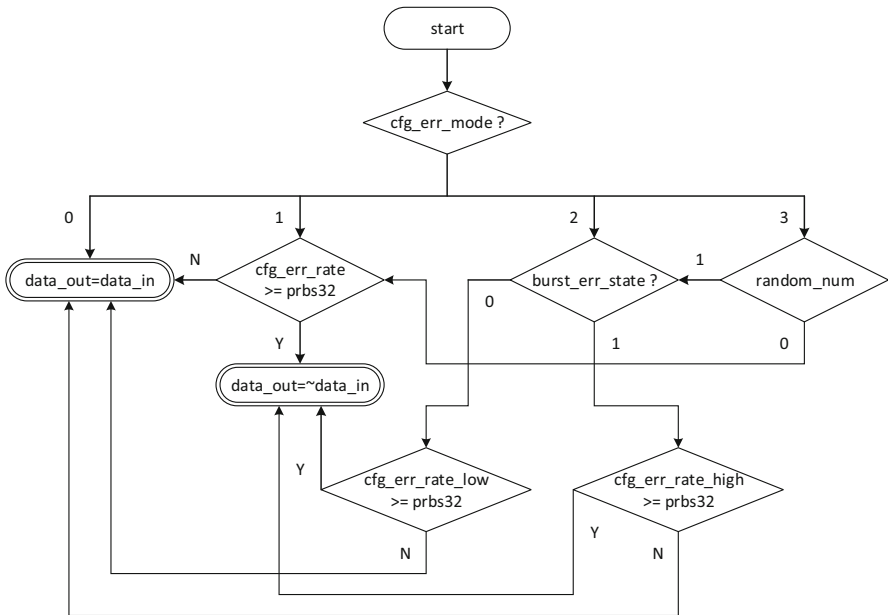 start
cfg_err_mode ?
0
1
2
3
N
1
data_out=data_in
cfg_err_rate
>= prbs32
burst_err_state ?
random_num
0
Y
1
0
data_out=~data_in
Y
cfg_err_rate_low
>= prbs32
cfg_err_rate_high
>= prbs32
Y
N
N